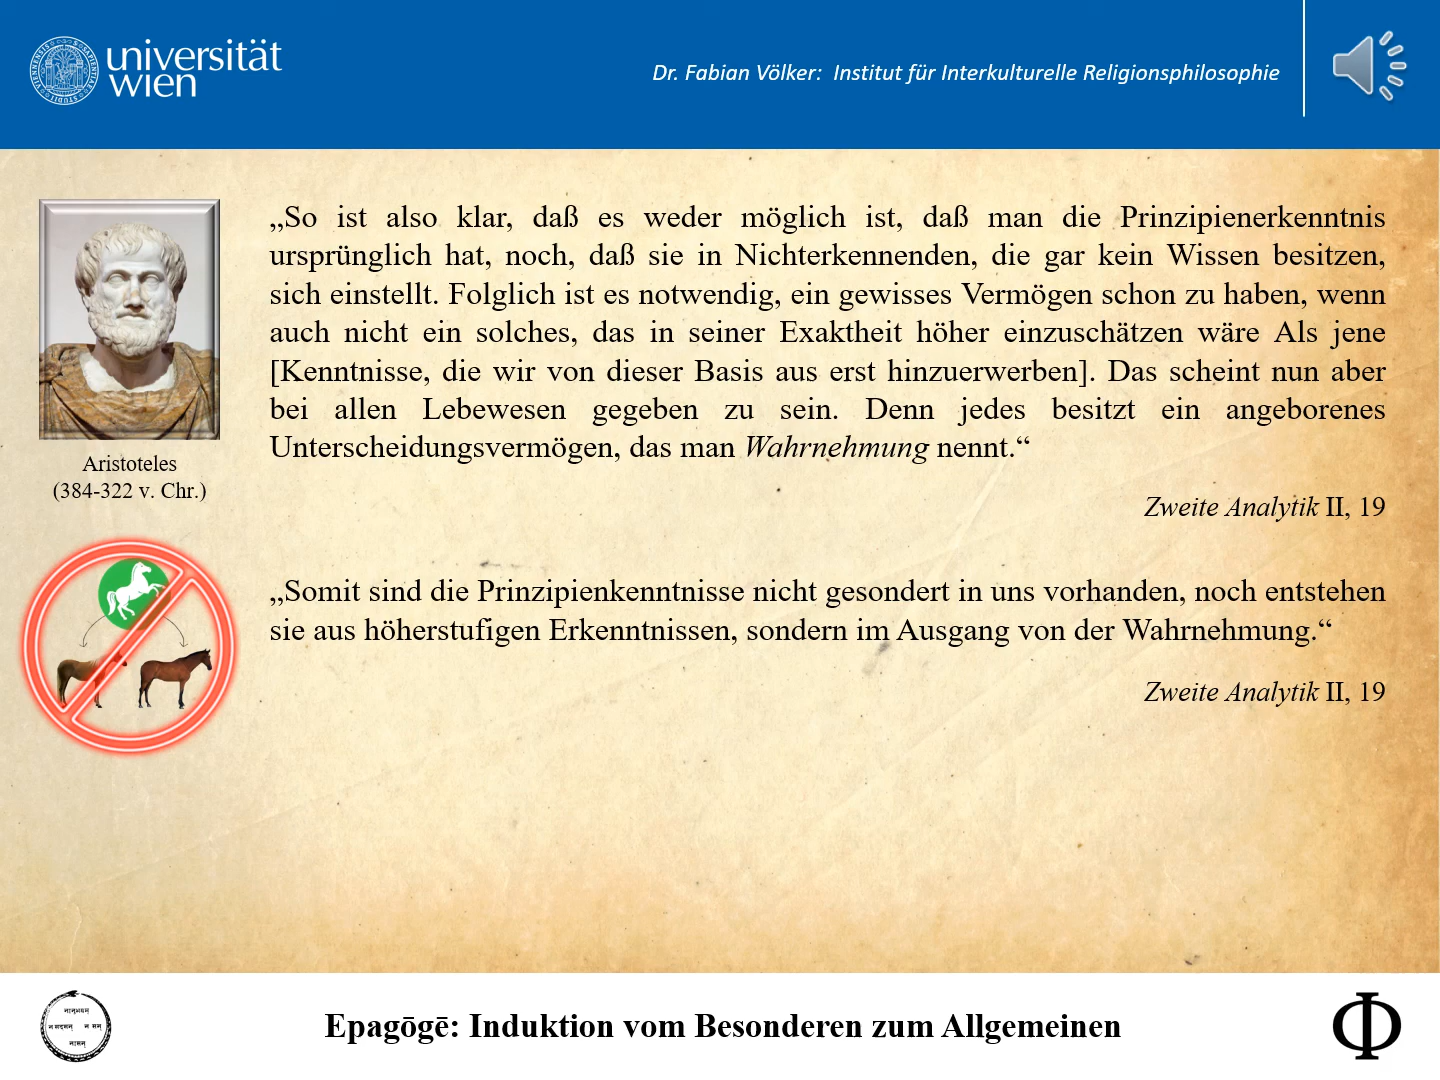 universität
wien
Dr. Fabian Völker:  Institut für Interkulturelle Religionsphilosophie
„So ist also klar, daß es weder möglich ist, daß man die Prinzipienerkenntnis
ursprünglich hat, noch, daß sie in Nichterkennenden, die gar kein Wissen besitzen,
sich einstellt. Folglich ist es notwendig, ein gewisses Vermögen schon zu haben, wenn
auch nicht ein solches, das in seiner Exaktheit höher einzuschätzen wäre Als jene
[Kenntnisse, die wir von dieser Basis aus erst hinzuerwerben]. Das scheint nun aber
bei allen Lebewesen gegeben zu sein. Denn jedes besitzt ein angeborenes
Unterscheidungsvermögen, das man Wahrnehmung nennt.“
Zweite Analytik II, 19
Aristoteles
(384-322 v. Chr.)
„Somit sind die Prinzipienkenntnisse nicht gesondert in uns vorhanden, noch entstehen
sie aus höherstufigen Erkenntnissen, sondern im Ausgang von der Wahrnehmung.“
Zweite Analytik II, 19
Epagōgē: Induktion vom Besonderen zum Allgemeinen
Φ